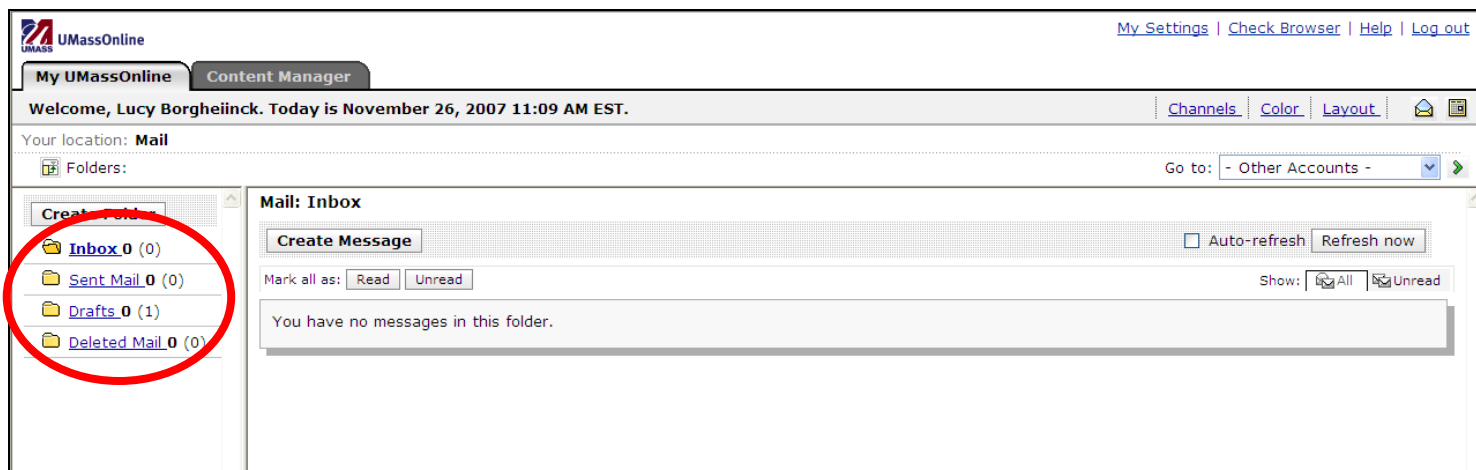 UMASS UMassOnline
My Settings | Check Browser | Help | Log out
My UMassOnline Content Manager
Welcome, Lucy Borgheiinck. Today is November 26, 2007 11:09 AM EST.
Channels Color Layout
Your location: Mail
Folders:
Go to: - Other Accounts -
Create Folder
Inbox 0 (0)
Sent Mail 0 (0)
Drafts 0 (1)
Deleted Mail 0 (0)
Mail: Inbox
Create Message
Auto-refresh Refresh now
Mark all as: Read Unread
Show: All Unread
You have no messages in this folder.